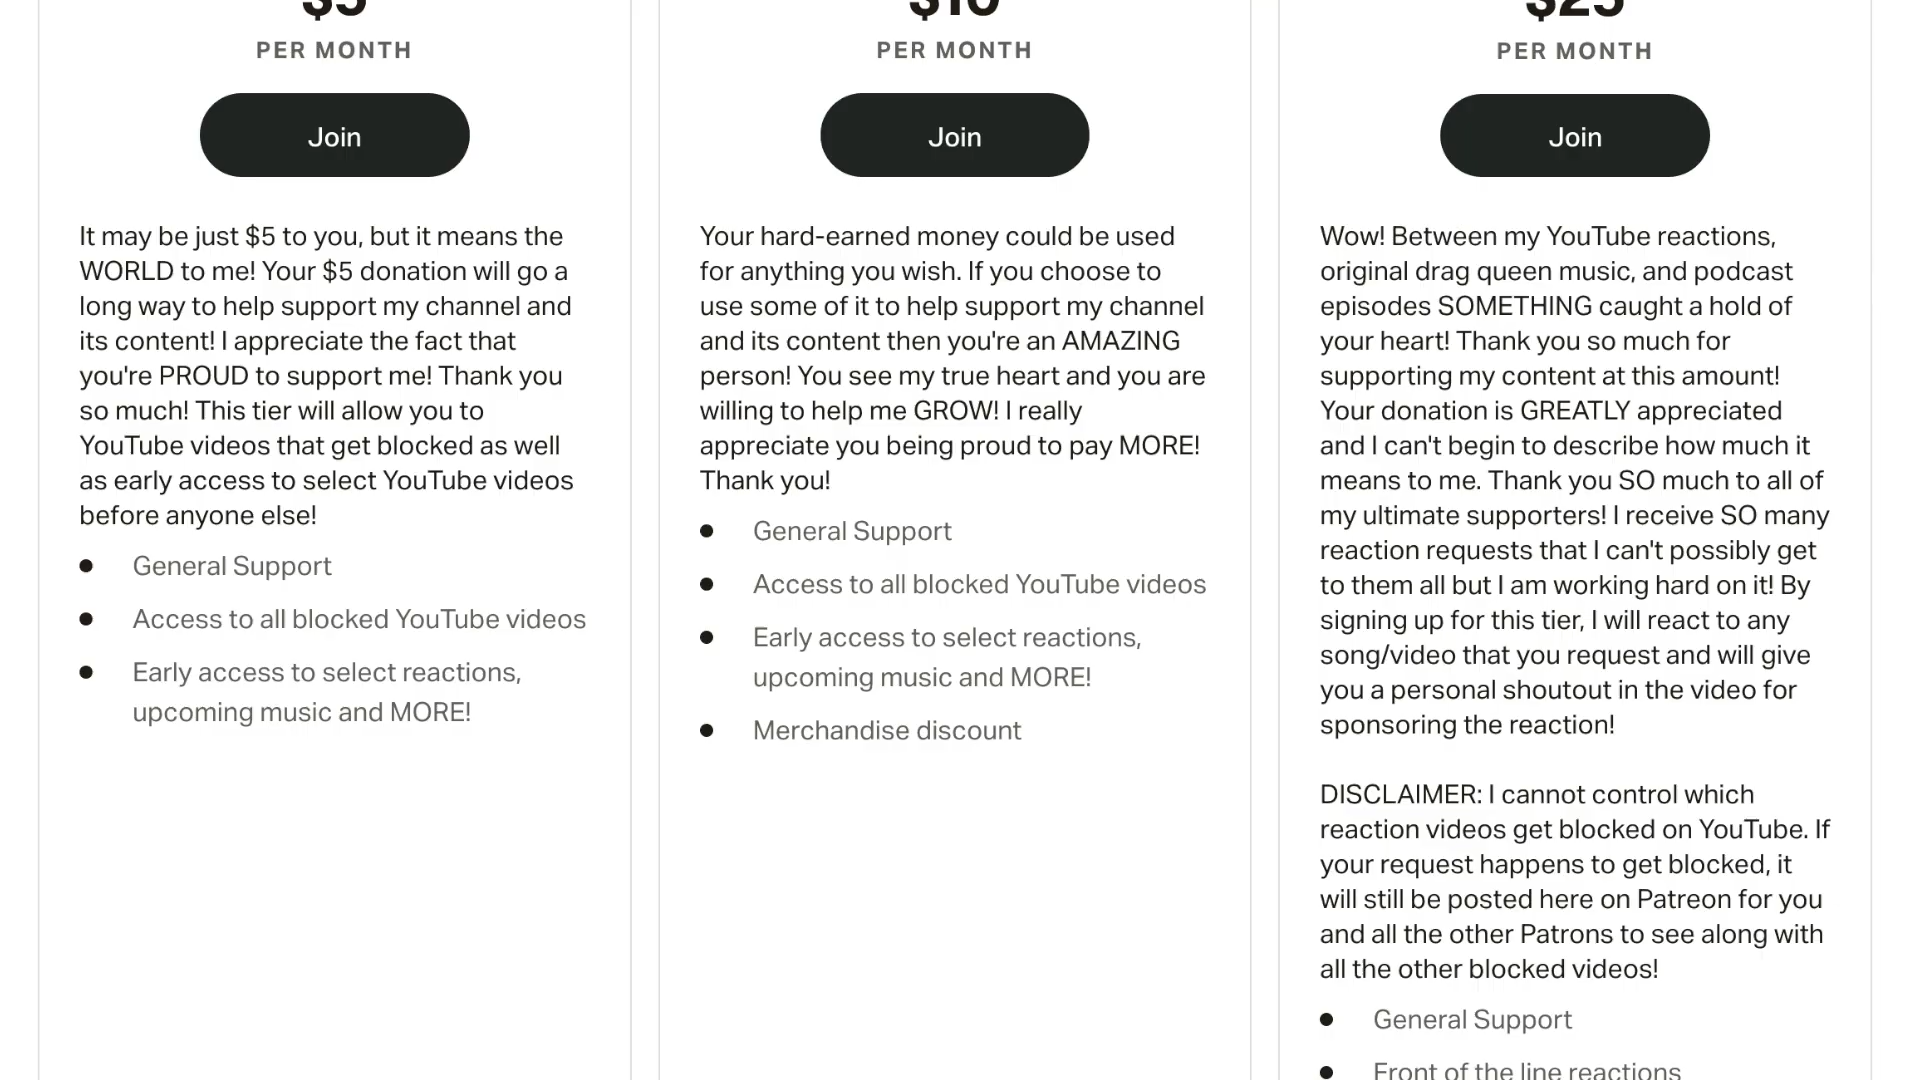 $5
PER MONTH
Join
It may be just $5 to you, but it means the
WORLD to me! Your $5 donation will go a
long way to help support my channel and
its content! I appreciate the fact that
you're PROUD to support me! Thank you
so much! This tier will allow you to
YouTube videos that get blocked as well
as early access to select YouTube videos
before anyone else!
General Support
Access to all blocked YouTube videos
Early access to select reactions,
upcoming music and MORE!
$10
PER MONTH
Join
Your hard-earned money could be used
for anything you wish. If you choose to
use some of it to help support my channel
and its content then you're an AMAZING
person! You see my true heart and you are
willing to help me GROW! I really
appreciate you being proud to pay MORE!
Thank you!
General Support
Access to all blocked YouTube videos
Early access to select reactions,
upcoming music and MORE!
Merchandise discount
$25
PER MONTH
Join
Wow! Between my YouTube reactions,
original drag queen music, and podcast
episodes SOMETHING caught a hold of
your heart! Thank you so much for
supporting my content at this amount!
Your donation is GREATLY appreciated
and I can't begin to describe how much it
means to me. Thank you SO much to all of
my ultimate supporters! I receive SO many
reaction requests that I can't possibly get
to them all but I am working hard on it! By
signing up for this tier, I will react to any
song/video that you request and will give
you a personal shoutout in the video for
sponsoring the reaction!
DISCLAIMER: I cannot control which
reaction videos get blocked on YouTube. If
your request happens to get blocked, it
will still be posted here on Patreon for you
and all the other Patrons to see along with
all the other blocked videos!
General Support
Front of the line reactions